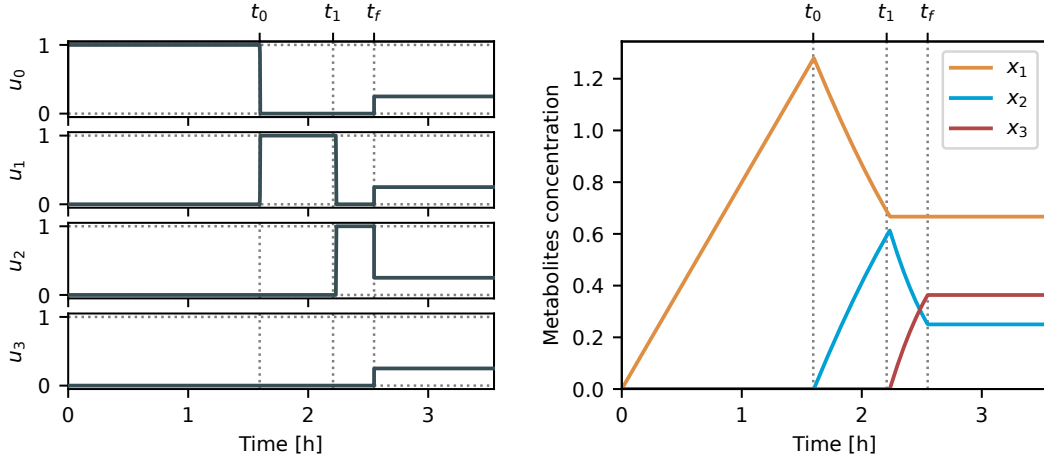 t0 t1 tf
u0
1
0
u1
1
0
u2
1
0
u3
1
0
0 1 2 3
Time [h]
t0 t1 tf
Metabolites concentration
1.2
1.0
0.8
0.6
0.4
0.2
0.0
x1
x2
x3
0 1 2 3
Time [h]